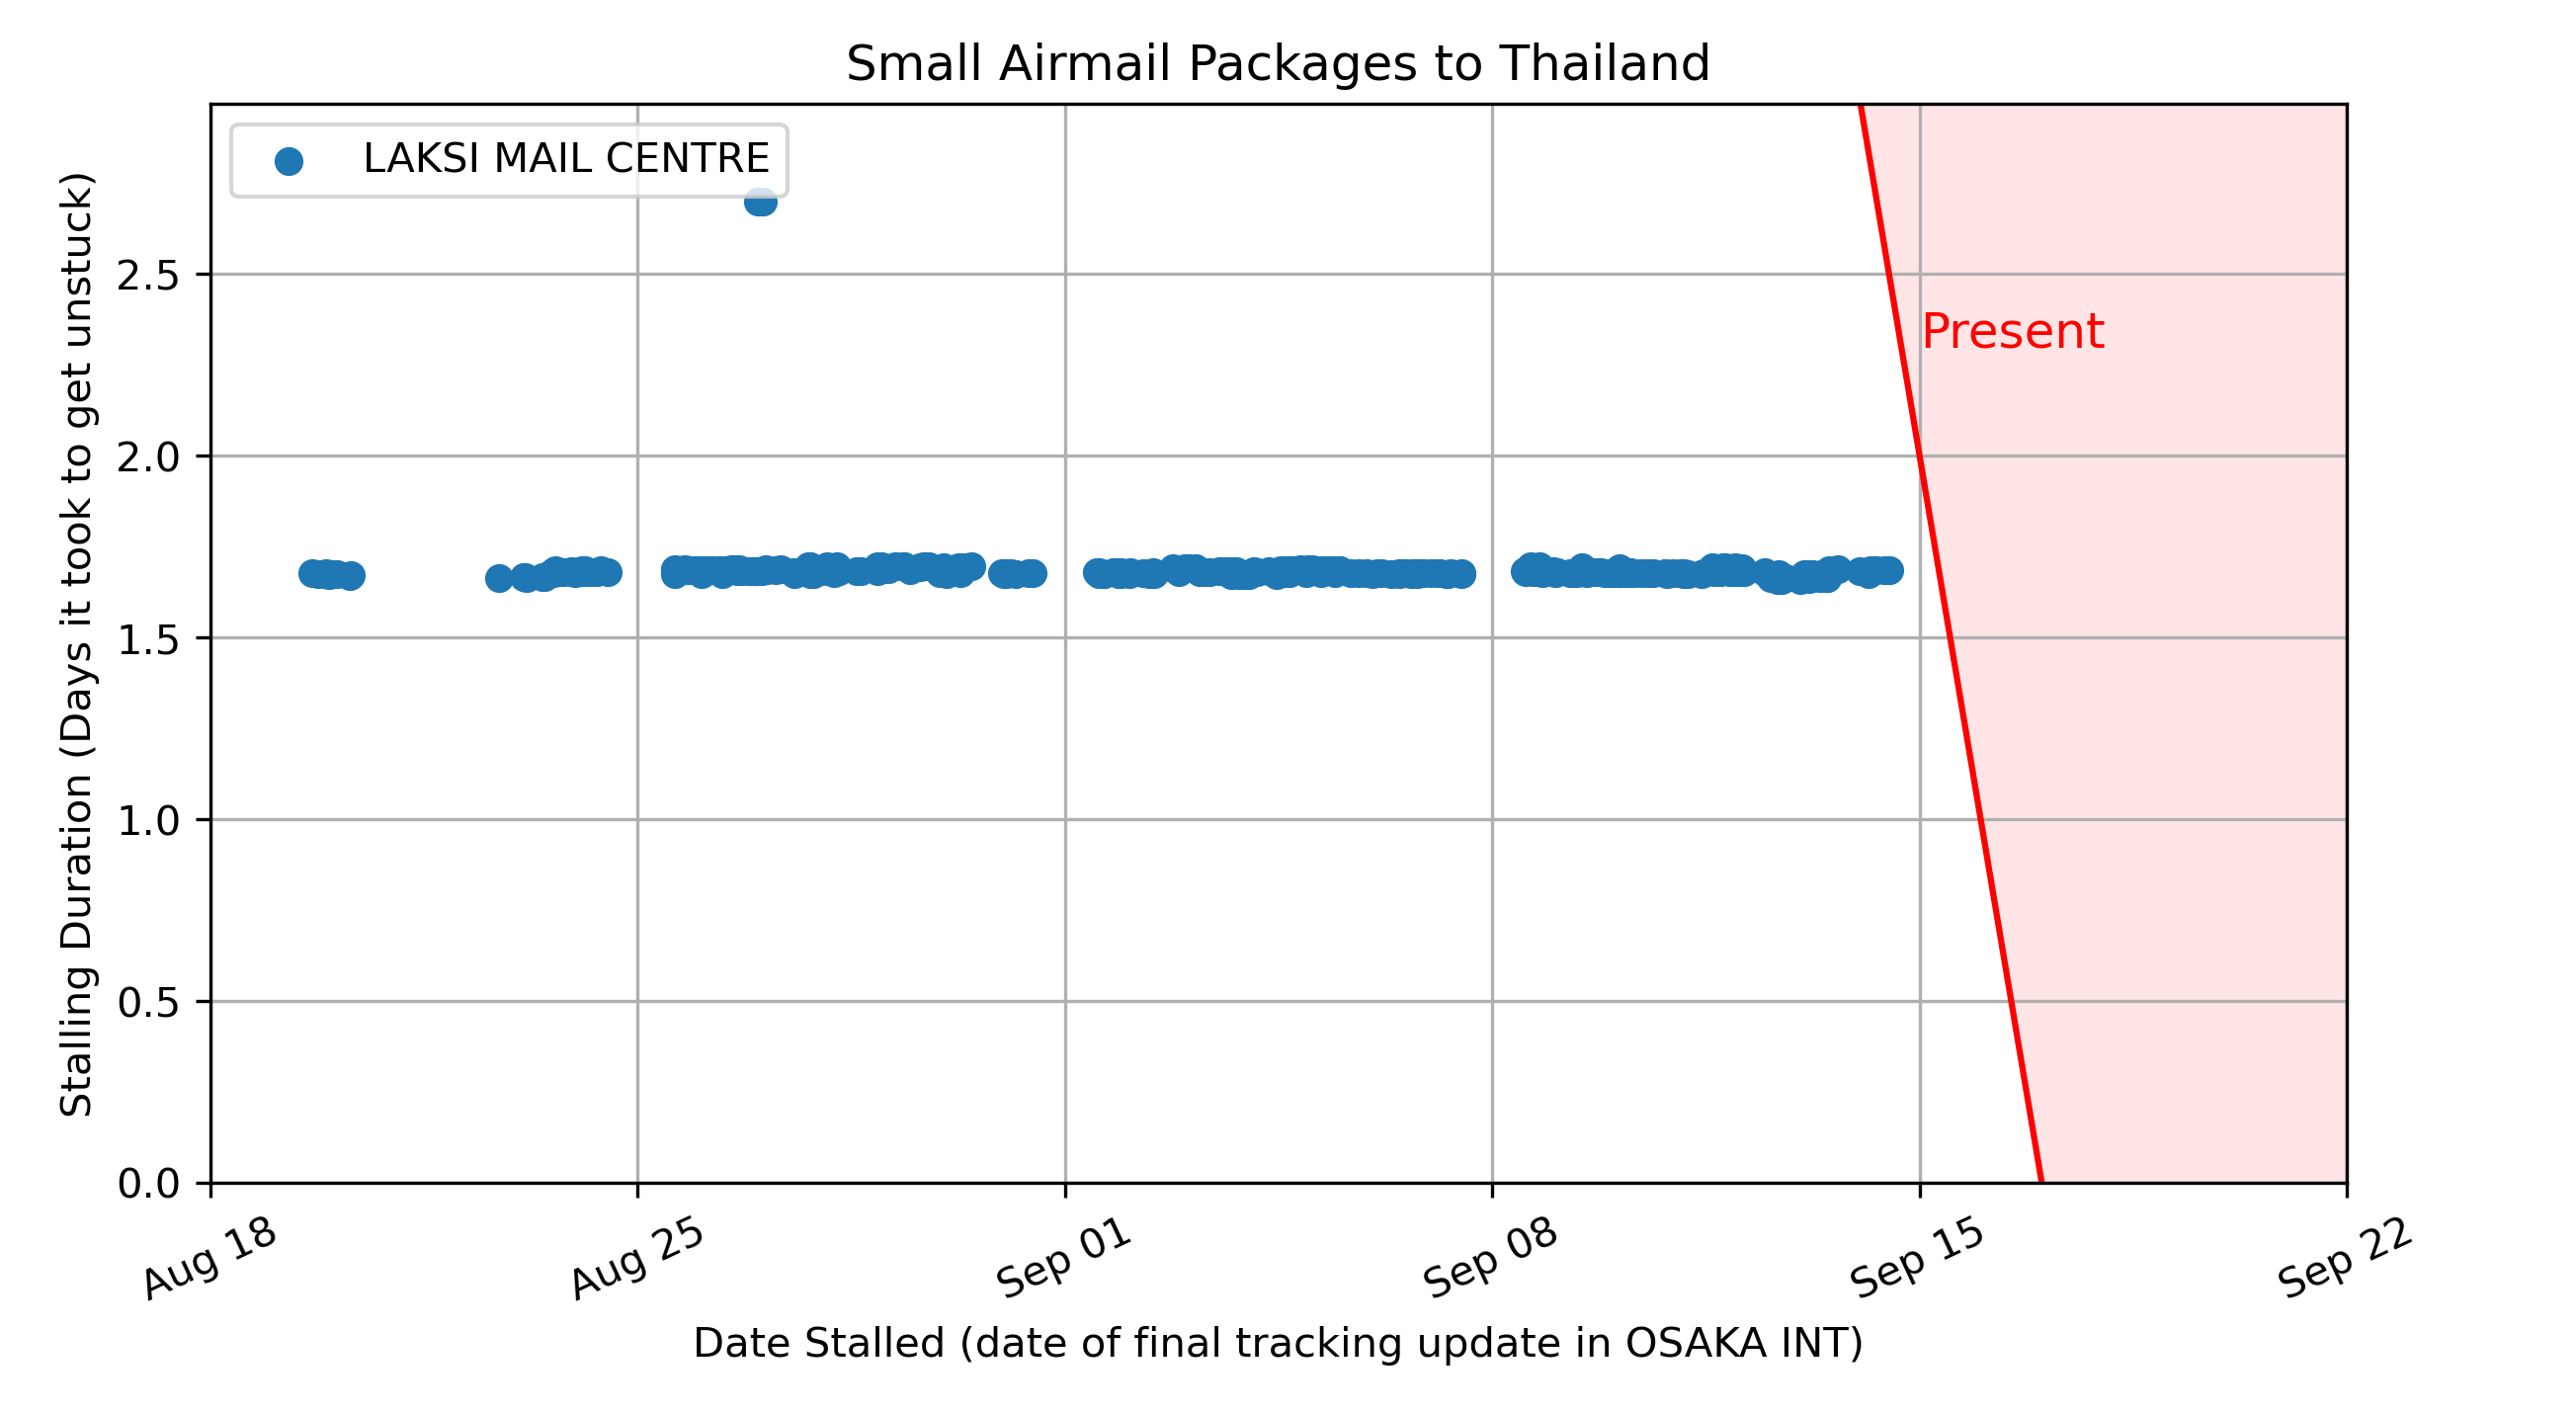 Small Airmail Packages to Thailand
LAKSI MAIL CENTRE
Present
Stalling Duration (Days it took to get unstuck)
2.5
2.0
1.5
1.0
0.5
0.0
Aug 18
Aug 25
Sep 01
Sep 08
Sep 15
Sep 22
Date Stalled (date of final tracking update in OSAKA INT)